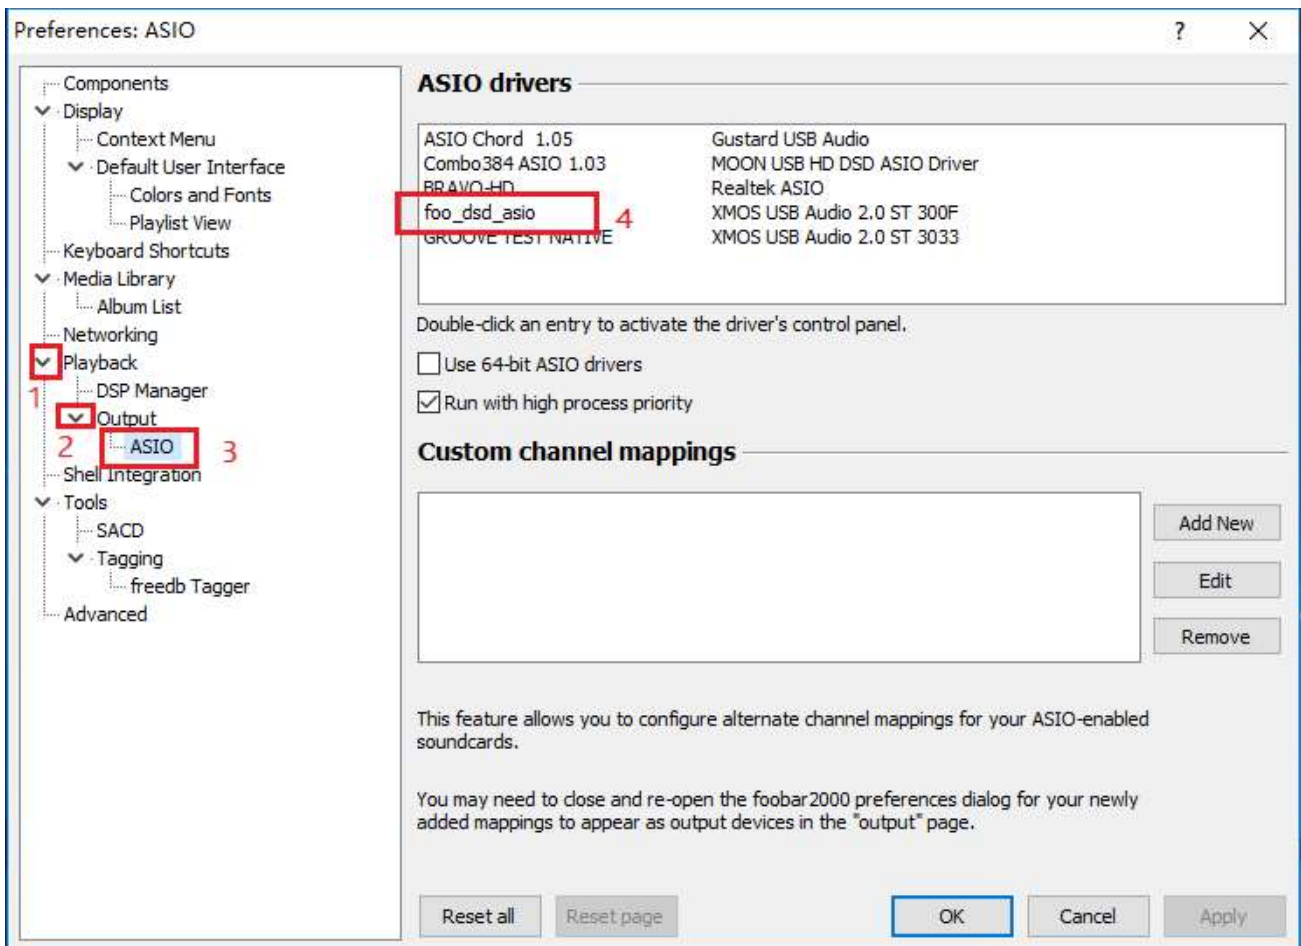 Preferences: ASIO
?
Components
Display
Context Menu
Default User Interface
Colors and Fonts
Playlist View
Keyboard Shortcuts
Media Library
Album List
Networking
Playback
1
DSP Manager
Output
2
ASIO
3
Shell Integration
Tools
SACD
Tagging
freedb Tagger
Advanced
ASIO drivers
ASIO Chord 1.05 Gustard USB Audio
Combo384 ASIO 1.03 MOON USB HD DSD ASIO Driver
BRAVO-HD Realtek ASIO
foo_dsd_asio 4 XMOS USB Audio 2.0 ST 300F
GROOVE TEST NATIVE XMOS USB Audio 2.0 ST 3033
Double-click an entry to activate the driver's control panel.
Use 64-bit ASIO drivers
Run with high process priority
Custom channel mappings
Add New
Edit
Remove
This feature allows you to configure alternate channel mappings for your ASIO-enabled
soundcards.
You may need to close and re-open the foobar2000 preferences dialog for your newly
added mappings to appear as output devices in the "output" page.
Reset all Reset page OK Cancel Apply